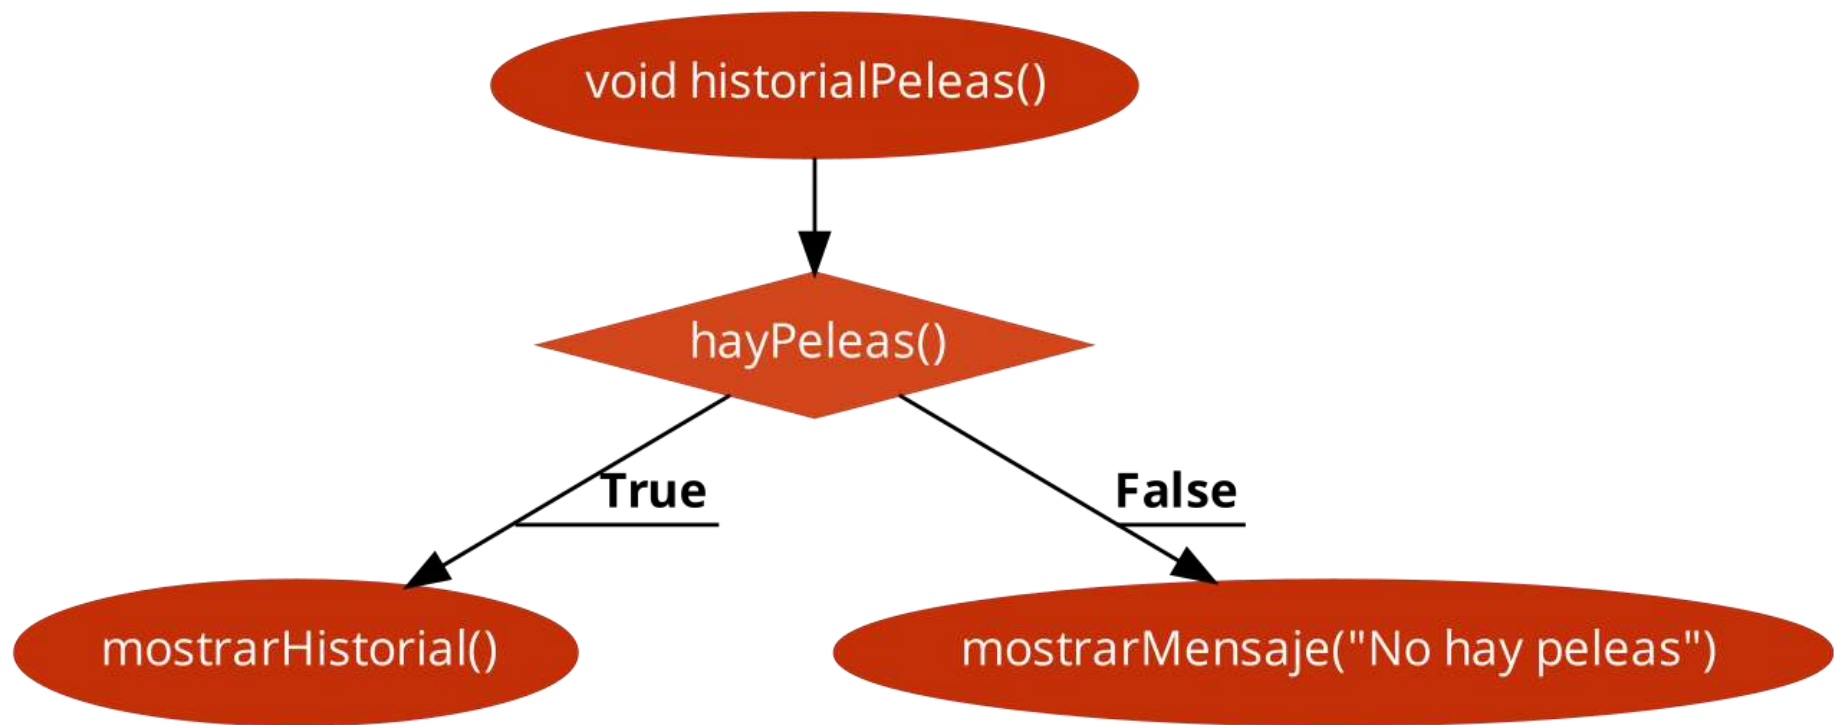 void historialPeleas()
hayPeleas()
True
False
mostrarHistorial()
mostrarMensaje("No hay peleas")